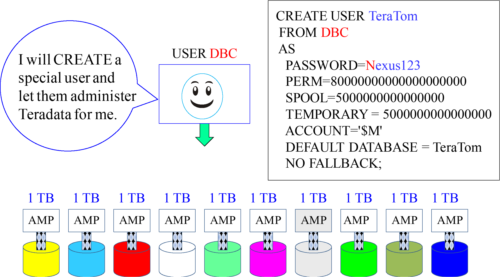 I will CREATE a
special user and
let them administer
Teradata for me.
USER DBC
CREATE USER TeraTom
FROM DBC
AS
PASSWORD=Nexus123
PERM=800000000000000000
SPOOL=5000000000000000
TEMPORARY = 5000000000000000
ACCOUNT='$M'
DEFAULT DATABASE = TeraTom
NO FALLBACK;
1 TB 1 TB 1 TB 1 TB 1 TB 1 TB 1 TB 1 TB 1 TB 1 TB
AMP AMP AMP AMP AMP AMP AMP AMP AMP AMP